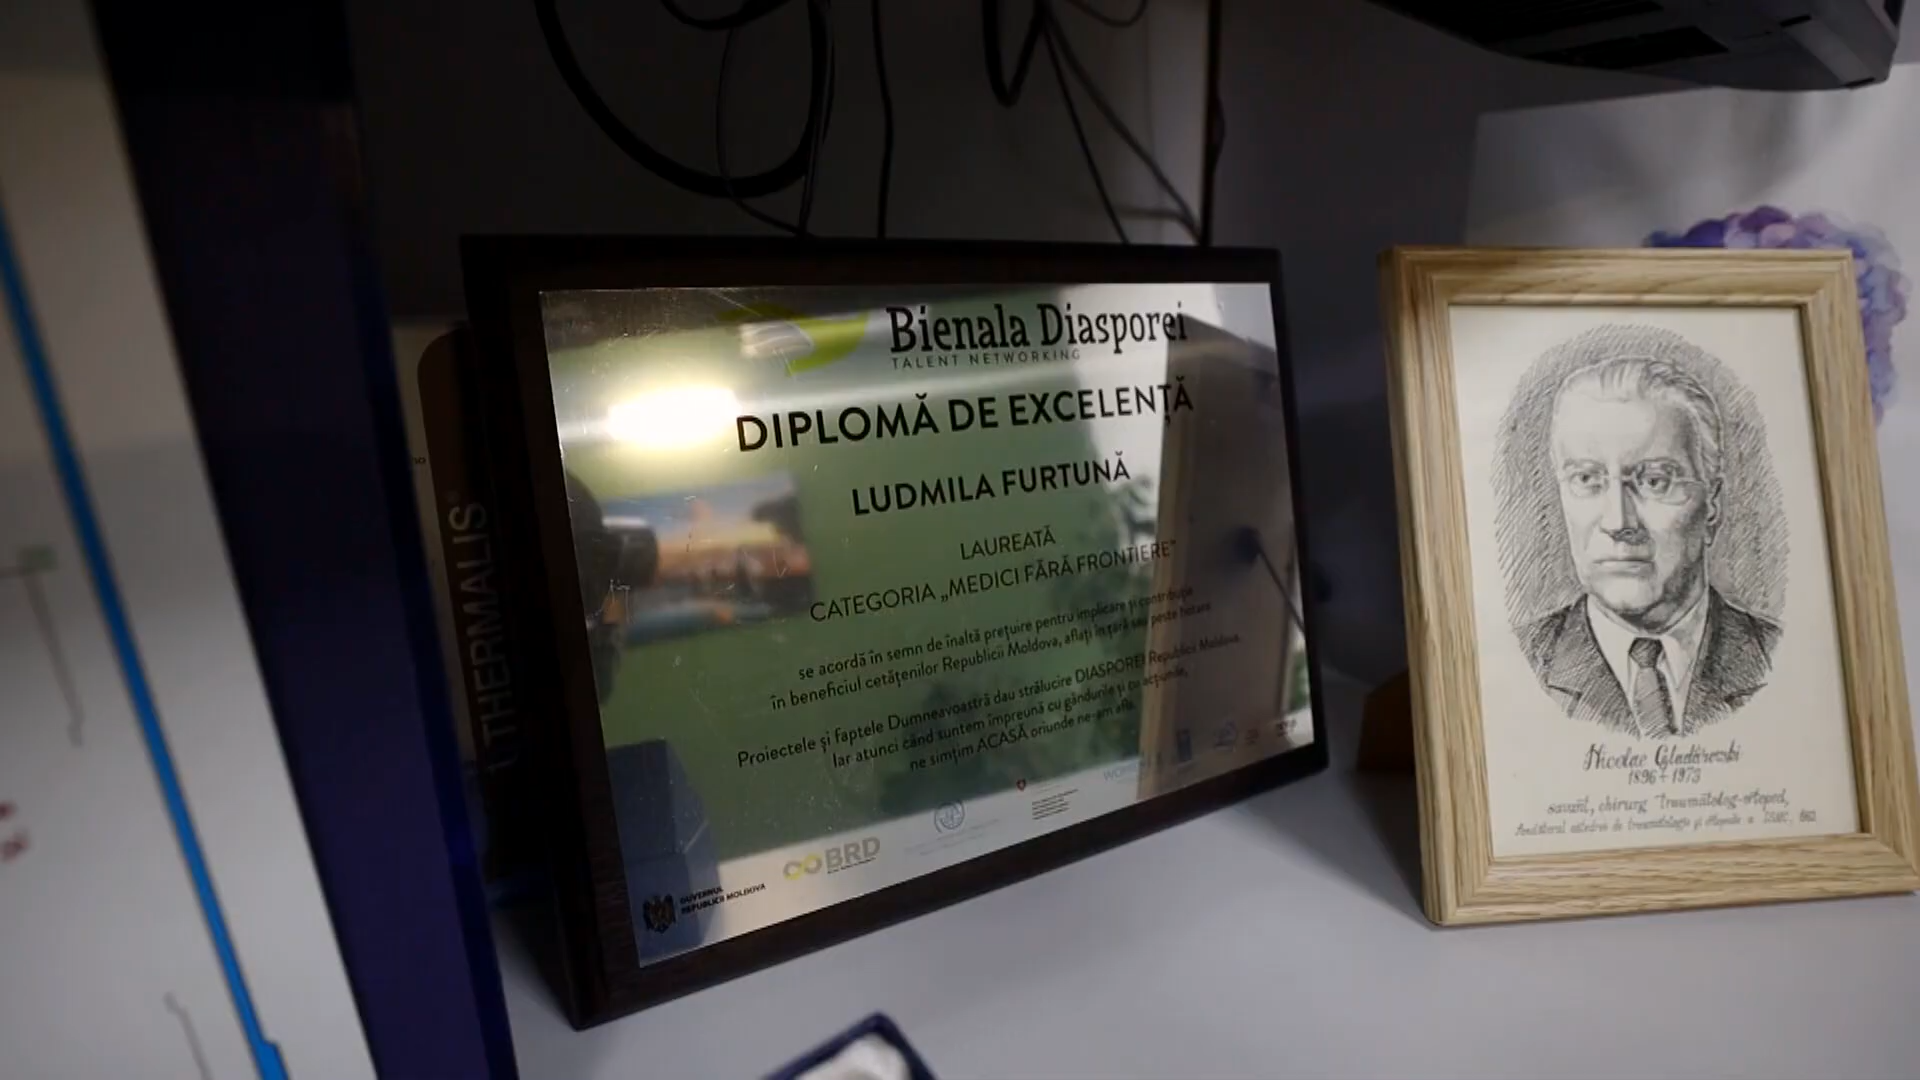 Bienala Diasporei
TALENT NETWORKING
DIPLOMĂ DE EXCELENȚĂ
LUDMILA FURTUNĂ
LAUREATĂ
CATEGORIA „MEDICI FĂRĂ FRONTIERE”
se acordă în semn de înaltă prețuire pentru implicare și contribuție
în beneficiul cetățenilor Republicii Moldova, aflați în țară sau peste hotare
Proiectele și faptele Dumneavoastră dau strălucire DIASPOREI Republicii Moldova,
Iar atunci când suntem împreună cu gândurile și cu acțiunile,
ne simțim ACASĂ oriunde ne-am afla.
GUVERNUL
REPUBLICII MOLDOVA
BRD
THERMALIS
Nicolae
1896 - 1973
savant, chirurg traumatolog-ortoped,